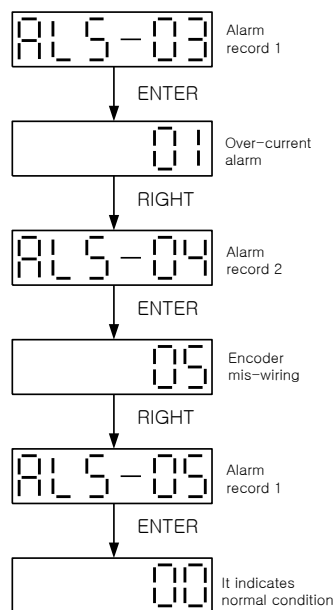 ALS-03
Alarm
record 1
ENTER
01
Over-current
alarm
RIGHT
ALS-04
Alarm
record 2
ENTER
05
Encoder
mis-wiring
RIGHT
ALS-05
Alarm
record 1
ENTER
00
It indicates
normal condition